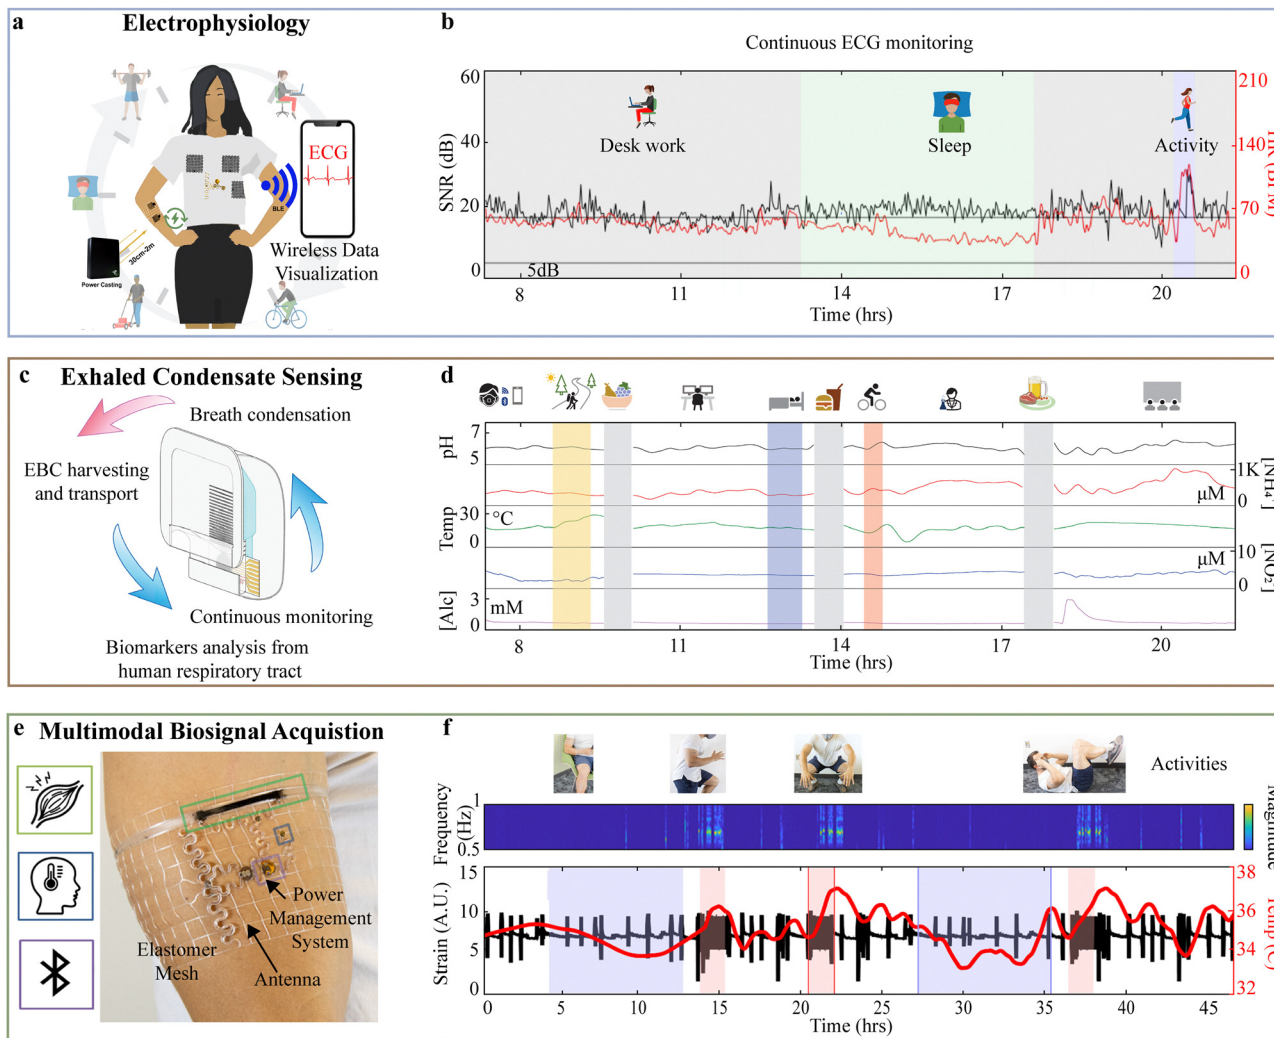 a
Electrophysiology
ECG
BLE
30cm-2m
Power Casting
Wireless Data
Visualization
b
Continuous ECG monitoring
SNR (dB)
60
40
20
0
Desk work
Sleep
Activity
5dB
210
140
70
0
HR (BPM)
8 11 14 17 20
Time (hrs)
c
Exhaled Condensate Sensing
Breath condensation
EBC harvesting
and transport
Continuous monitoring
Biomarkers analysis from
human respiratory tract
d
pH
7
5
1K
0
μM
[NH₄⁺]
Temp
30
0
°C
μM
10
0
[NO₂⁻]
[Alc]
3
0
mM
8 11 14 17 20
Time (hrs)
e
Multimodal Biosignal Acquistion
Power
Management
System
Elastomer
Mesh
Antenna
f
Activities
Frequency
(Hz)
1
0.5
Magnitude
Strain (A.U.)
15
10
5
0
38
36
34
32
Temp (C)
0 5 10 15 20 25 30 35 40 45
Time (hrs)